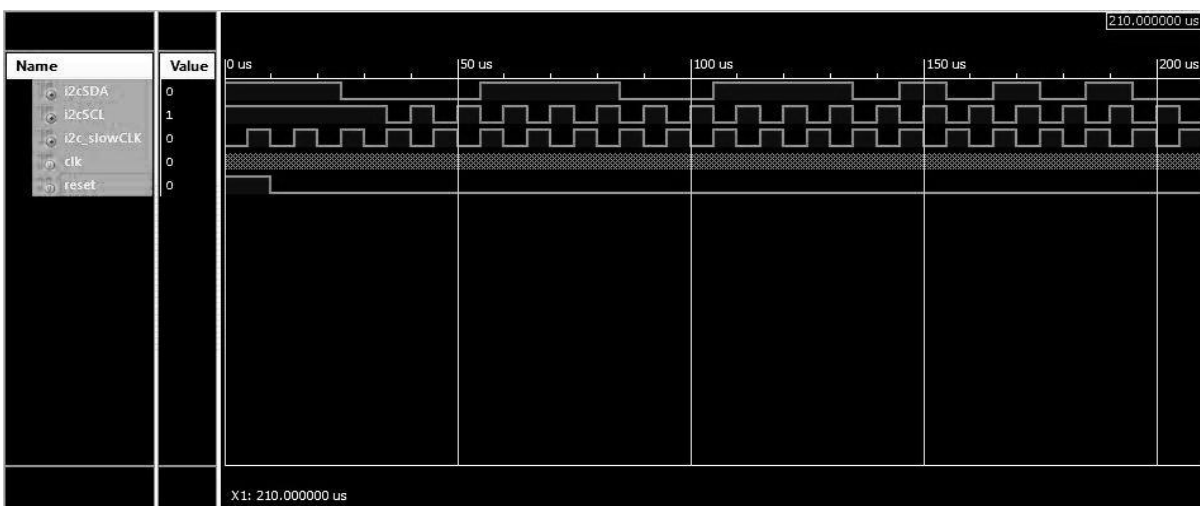 210.000000 us
Name Value
0 us 50 us 100 us 150 us 200 us
i2cSDA 0
i2cSCL 1
i2c_slowCLK 0
clk 0
reset 0
X1: 210.000000 us